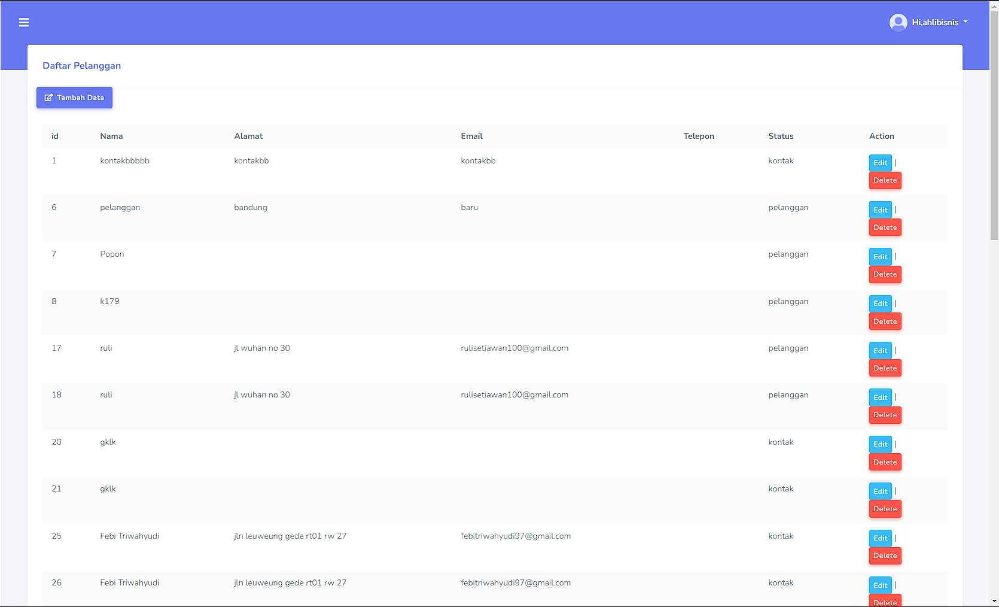 Hi,ahlibisnis
Daftar Pelanggan
Tambah Data
id Nama Alamat Email Telepon Status Action
1 kontakbbbbb kontakbb kontakbb kontak Edit |
Delete
6 pelanggan bandung baru pelanggan Edit |
Delete
7 Popon pelanggan Edit |
Delete
8 k179 pelanggan Edit |
Delete
17 ruli jl wuhan no 30 rulisetiawan100@gmail.com pelanggan Edit |
Delete
18 ruli jl wuhan no 30 rulisetiawan100@gmail.com pelanggan Edit |
Delete
20 gklk kontak Edit |
Delete
21 gklk kontak Edit |
Delete
25 Febi Triwahyudi jln leuweung gede rt01 rw 27 febitriwahyudi97@gmail.com kontak Edit |
Delete
26 Febi Triwahyudi jln leuweung gede rt01 rw 27 febitriwahyudi97@gmail.com kontak Edit |
Delete